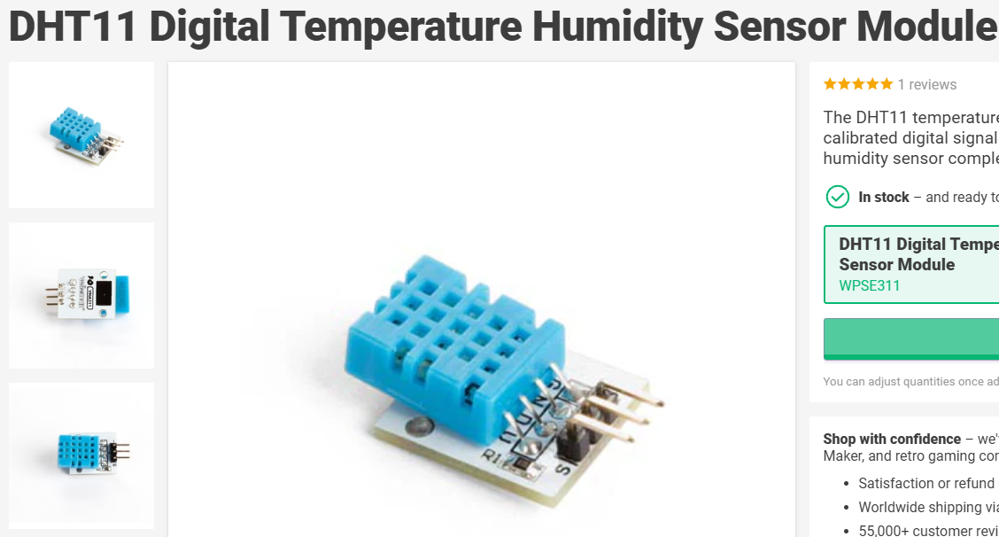 DHT11 Digital Temperature Humidity Sensor Module
1 reviews
The DHT11 temperature
calibrated digital signal
humidity sensor comple
In stock – and ready to
DHT11 Digital Tempe
Sensor Module
WPSE311
You can adjust quantities once ad
Shop with confidence – we'
Maker, and retro gaming con
• Satisfaction or refund
• Worldwide shipping via
• 55,000+ customer revi
R1
S